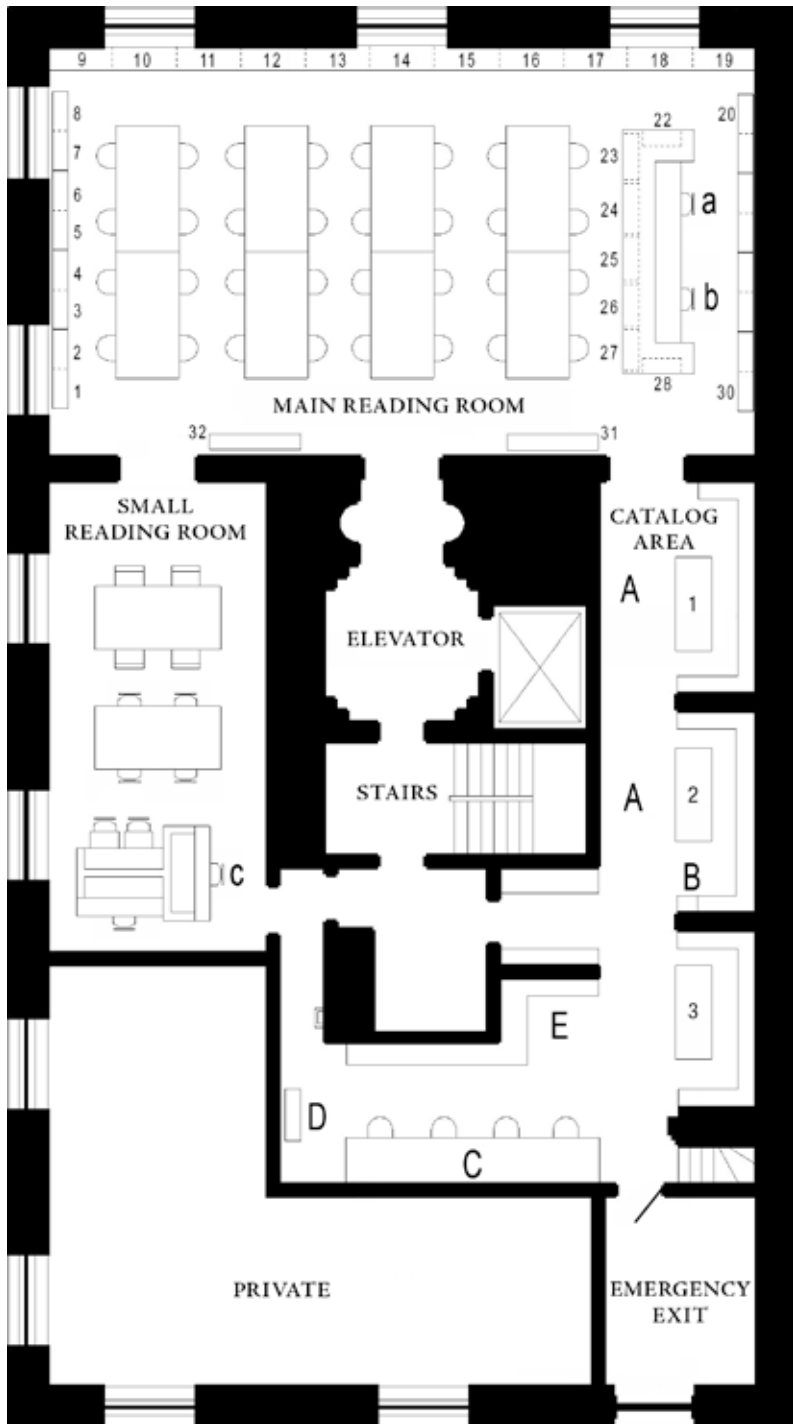 9 10 11 12 13 14 15 16 17 18 19
8
7
6
5
4
3
2
1
22
23
24
25
26
27
28
a
b
20
30
MAIN READING ROOM
32
31
SMALL
READING ROOM
CATALOG
AREA
A
1
ELEVATOR
STAIRS
A
2
B
c
3
E
D
C
PRIVATE
EMERGENCY
EXIT